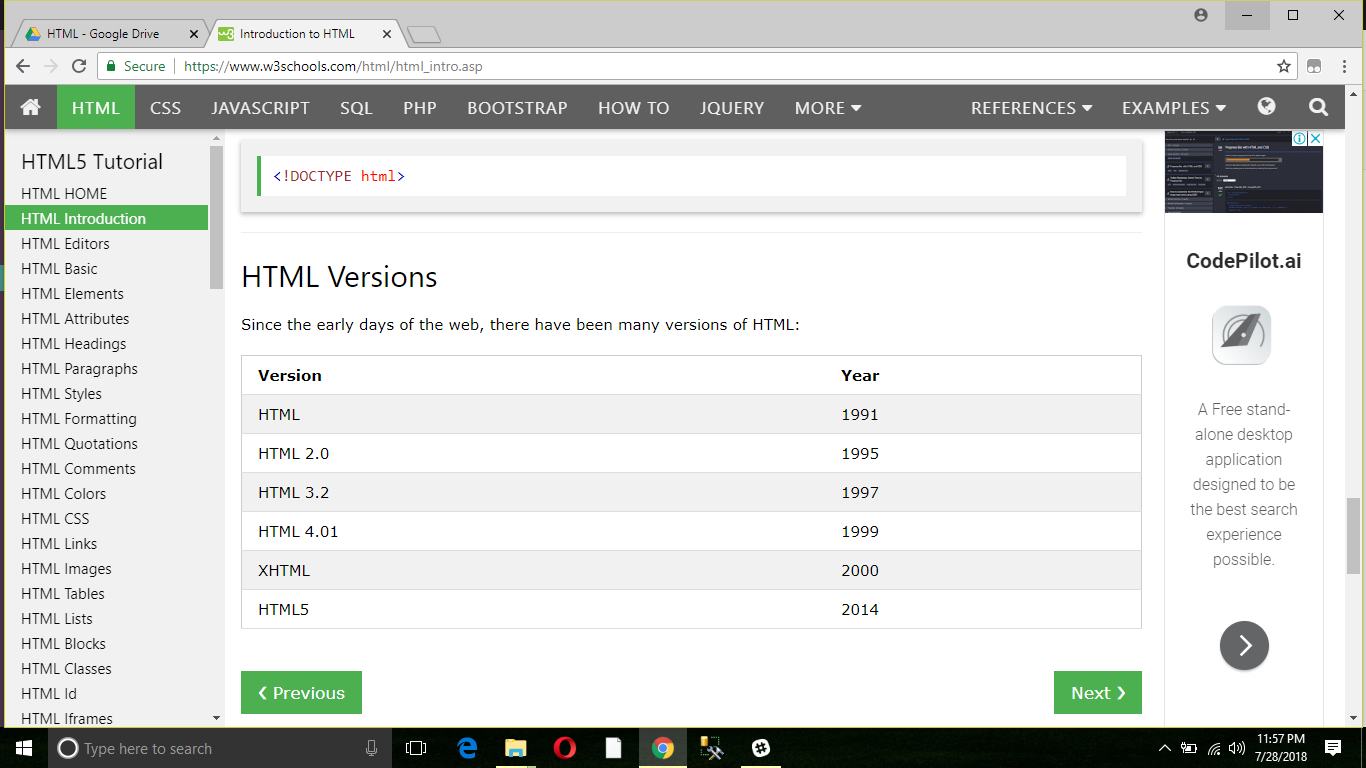 HTML - Google Drive
Introduction to HTML
Secure
https://www.w3schools.com/html/html_intro.asp
HTML CSS JAVASCRIPT SQL PHP BOOTSTRAP HOW TO JQUERY MORE REFERENCES EXAMPLES
HTML5 Tutorial
HTML HOME
HTML Introduction
HTML Editors
HTML Basic
HTML Elements
HTML Attributes
HTML Headings
HTML Paragraphs
HTML Styles
HTML Formatting
HTML Quotations
HTML Comments
HTML Colors
HTML CSS
HTML Links
HTML Images
HTML Tables
HTML Lists
HTML Blocks
HTML Classes
HTML Id
HTML Iframes
<!DOCTYPE html>
HTML Versions
Since the early days of the web, there have been many versions of HTML:
Version Year
HTML 1991
HTML 2.0 1995
HTML 3.2 1997
HTML 4.01 1999
XHTML 2000
HTML5 2014
❮ Previous
Next ❯
CodePilot.ai
A Free stand-
alone desktop
application
designed to be
the best search
experience
possible.
Type here to search
11:57 PM
7/28/2018